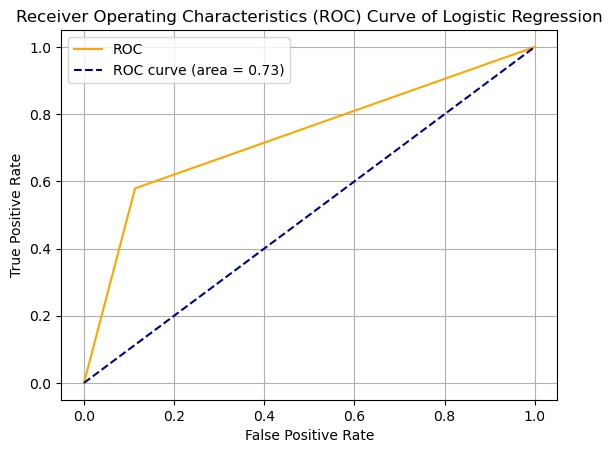 Receiver Operating Characteristics (ROC) Curve of Logistic Regression
1.0
0.8
0.6
0.4
0.2
0.0
True Positive Rate
ROC
ROC curve (area = 0.73)
0.0 0.2 0.4 0.6 0.8 1.0
False Positive Rate